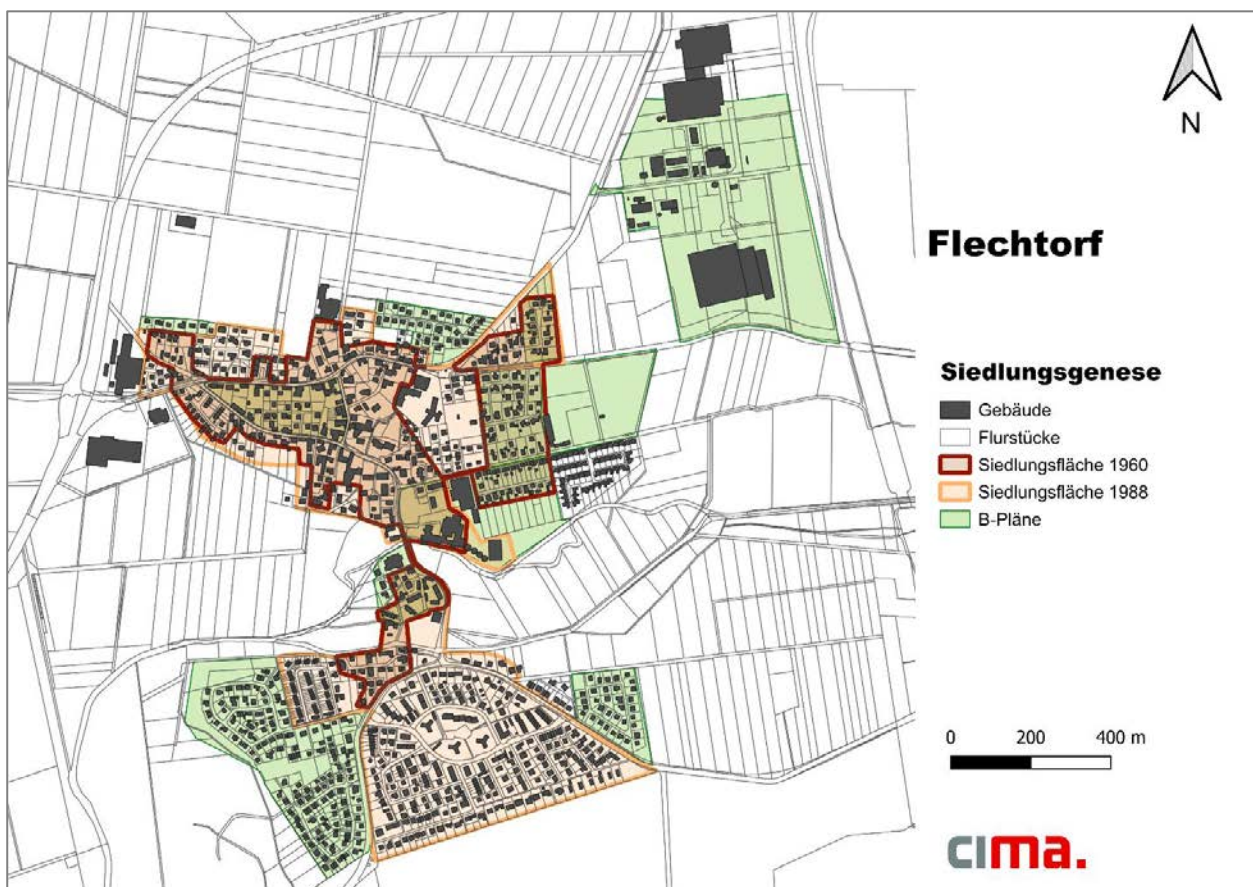 N
Flechtorf
Siedlungsgenese
Gebäude
Flurstücke
Siedlungsfläche 1960
Siedlungsfläche 1988
B-Pläne
0 200 400 m
cima.